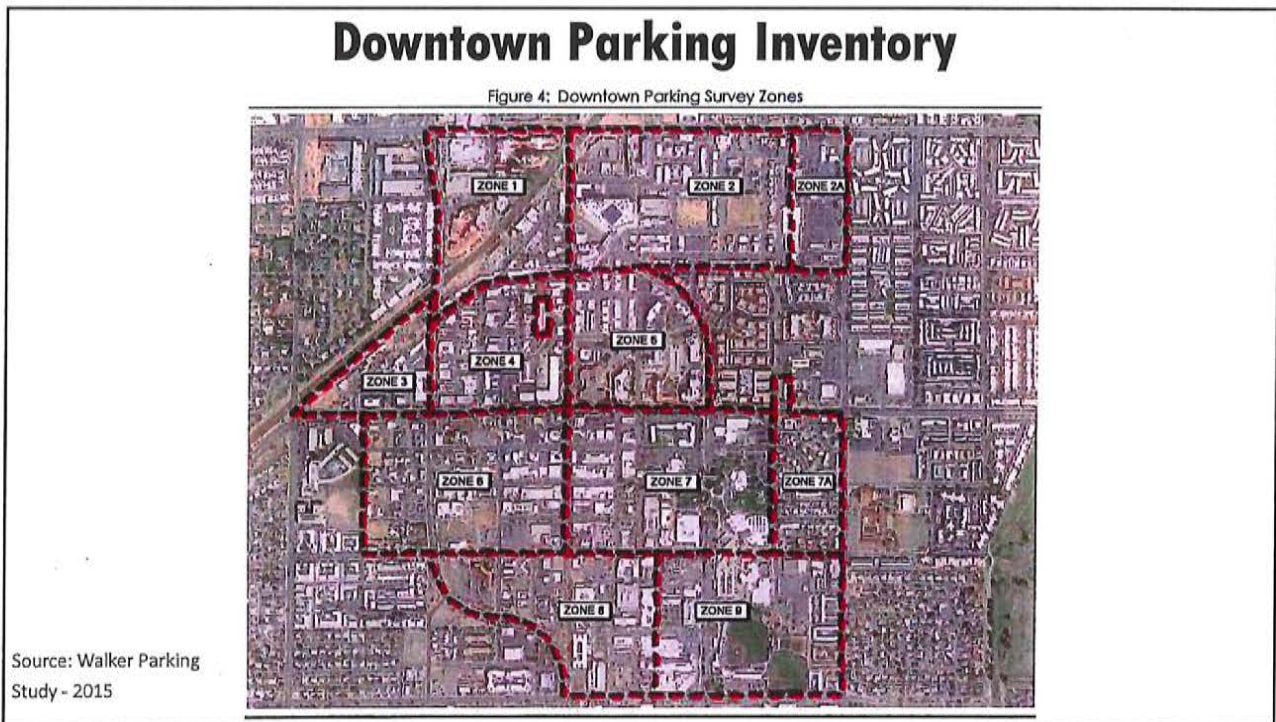 Downtown Parking Inventory
Figure 4: Downtown Parking Survey Zones
ZONE 1
ZONE 2
ZONE 2A
ZONE 4
ZONE 5
ZONE 3
ZONE 6
ZONE 7
ZONE 7A
ZONE 8
ZONE 9
Source: Walker Parking
Study - 2015